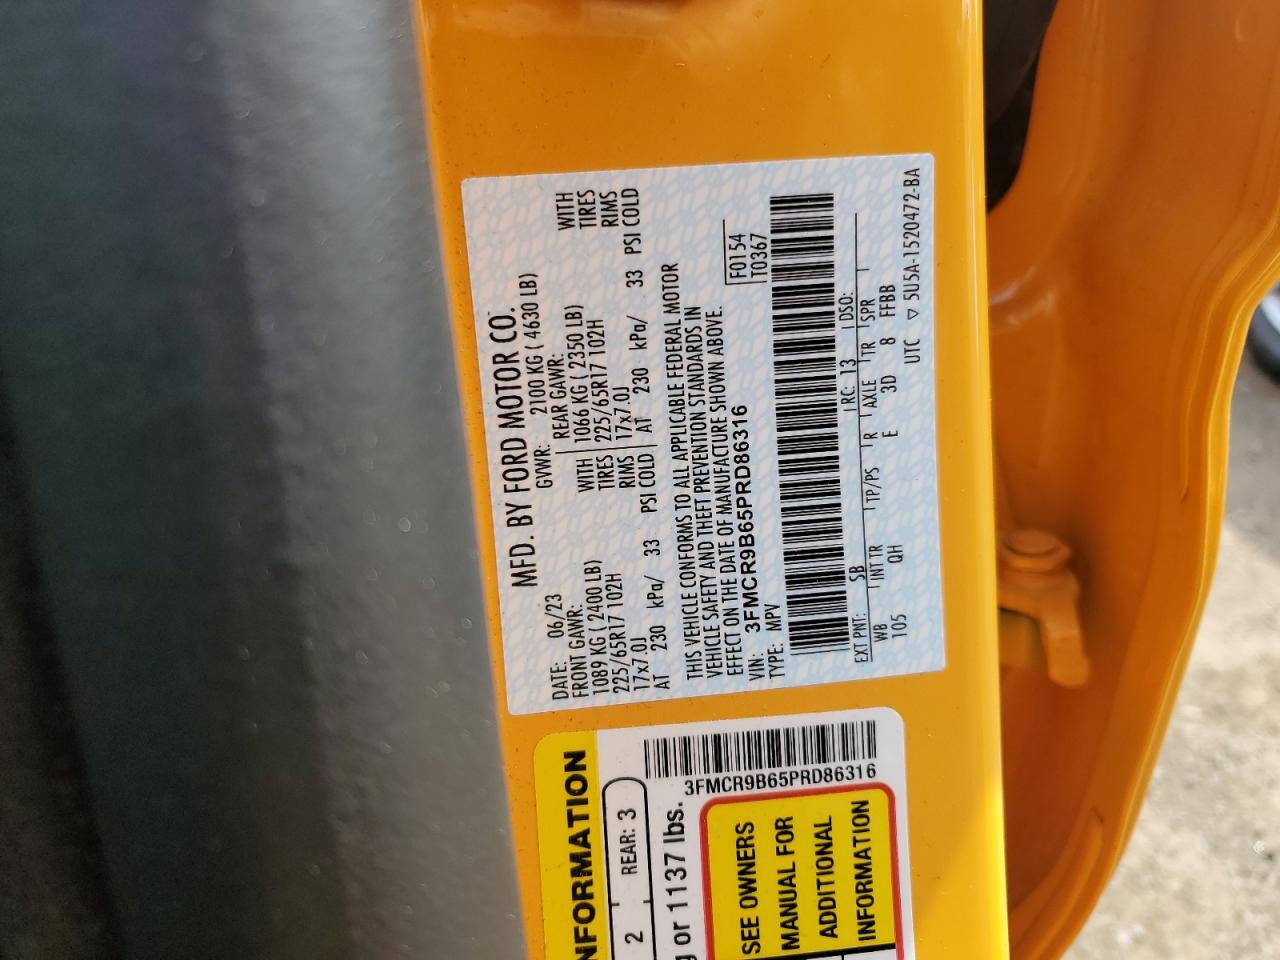 MFD. BY FORD MOTOR CO.
DATE: 06/23 GVWR: 2100 KG ( 4630 LB)
FRONT GAWR: REAR GAWR:
1089 KG ( 2400 LB) WITH 1066 KG ( 2350 LB) WITH
225/65R17 102H TIRES 225/65R17 102H TIRES
17x7.0J RIMS 17x7.0J RIMS
AT 230 kPa/ 33 PSI COLD AT 230 kPa/ 33 PSI COLD
THIS VEHICLE CONFORMS TO ALL APPLICABLE FEDERAL MOTOR
VEHICLE SAFETY AND THEFT PREVENTION STANDARDS IN
EFFECT ON THE DATE OF MANUFACTURE SHOWN ABOVE.
VIN: 3FMCR9B65PRD86316 F0154
TYPE: MPV T0367
EXT PNT: SB RC: 13 DSO:
WB INT TR TP/PS R AXLE TR SPR
105 QH E 3D 8 FFBB
UTC ▽ 5U5A-1520472-BA
NFORMATION
2 REAR: 3
or 1137 lbs.
3FMCR9B65PRD86316
SEE OWNERS
MANUAL FOR
ADDITIONAL
INFORMATION